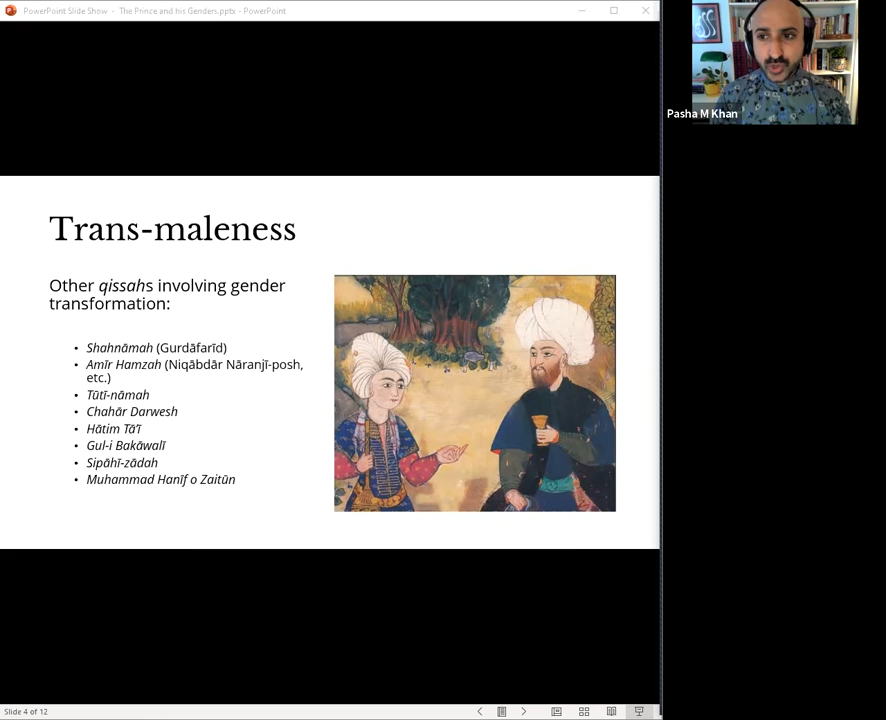 PowerPoint Slide Show - The Prince and his Genders.pptx - PowerPoint
Pasha M Khan
Trans-maleness
Other qissahs involving gender
transformation:
• Shahnāmah (Gurdāfarīd)
• Amīr Hamzah (Niqābdār Nāranjī-posh,
etc.)
• Tūtī-nāmah
• Chahār Darwesh
• Hātim Tā'ī
• Gul-i Bakāwalī
• Sipāhī-zādah
• Muhammad Hanīf o Zaitūn
Slide 4 of 12